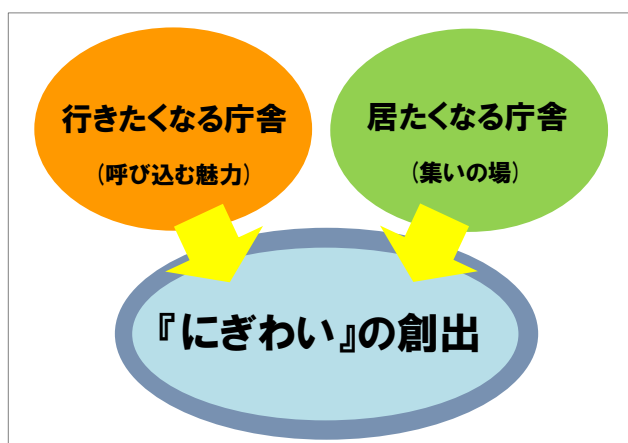 行きたくなる庁舎
（呼び込む魅力）
居たくなる庁舎
（集いの場）
『にぎわい』の創出